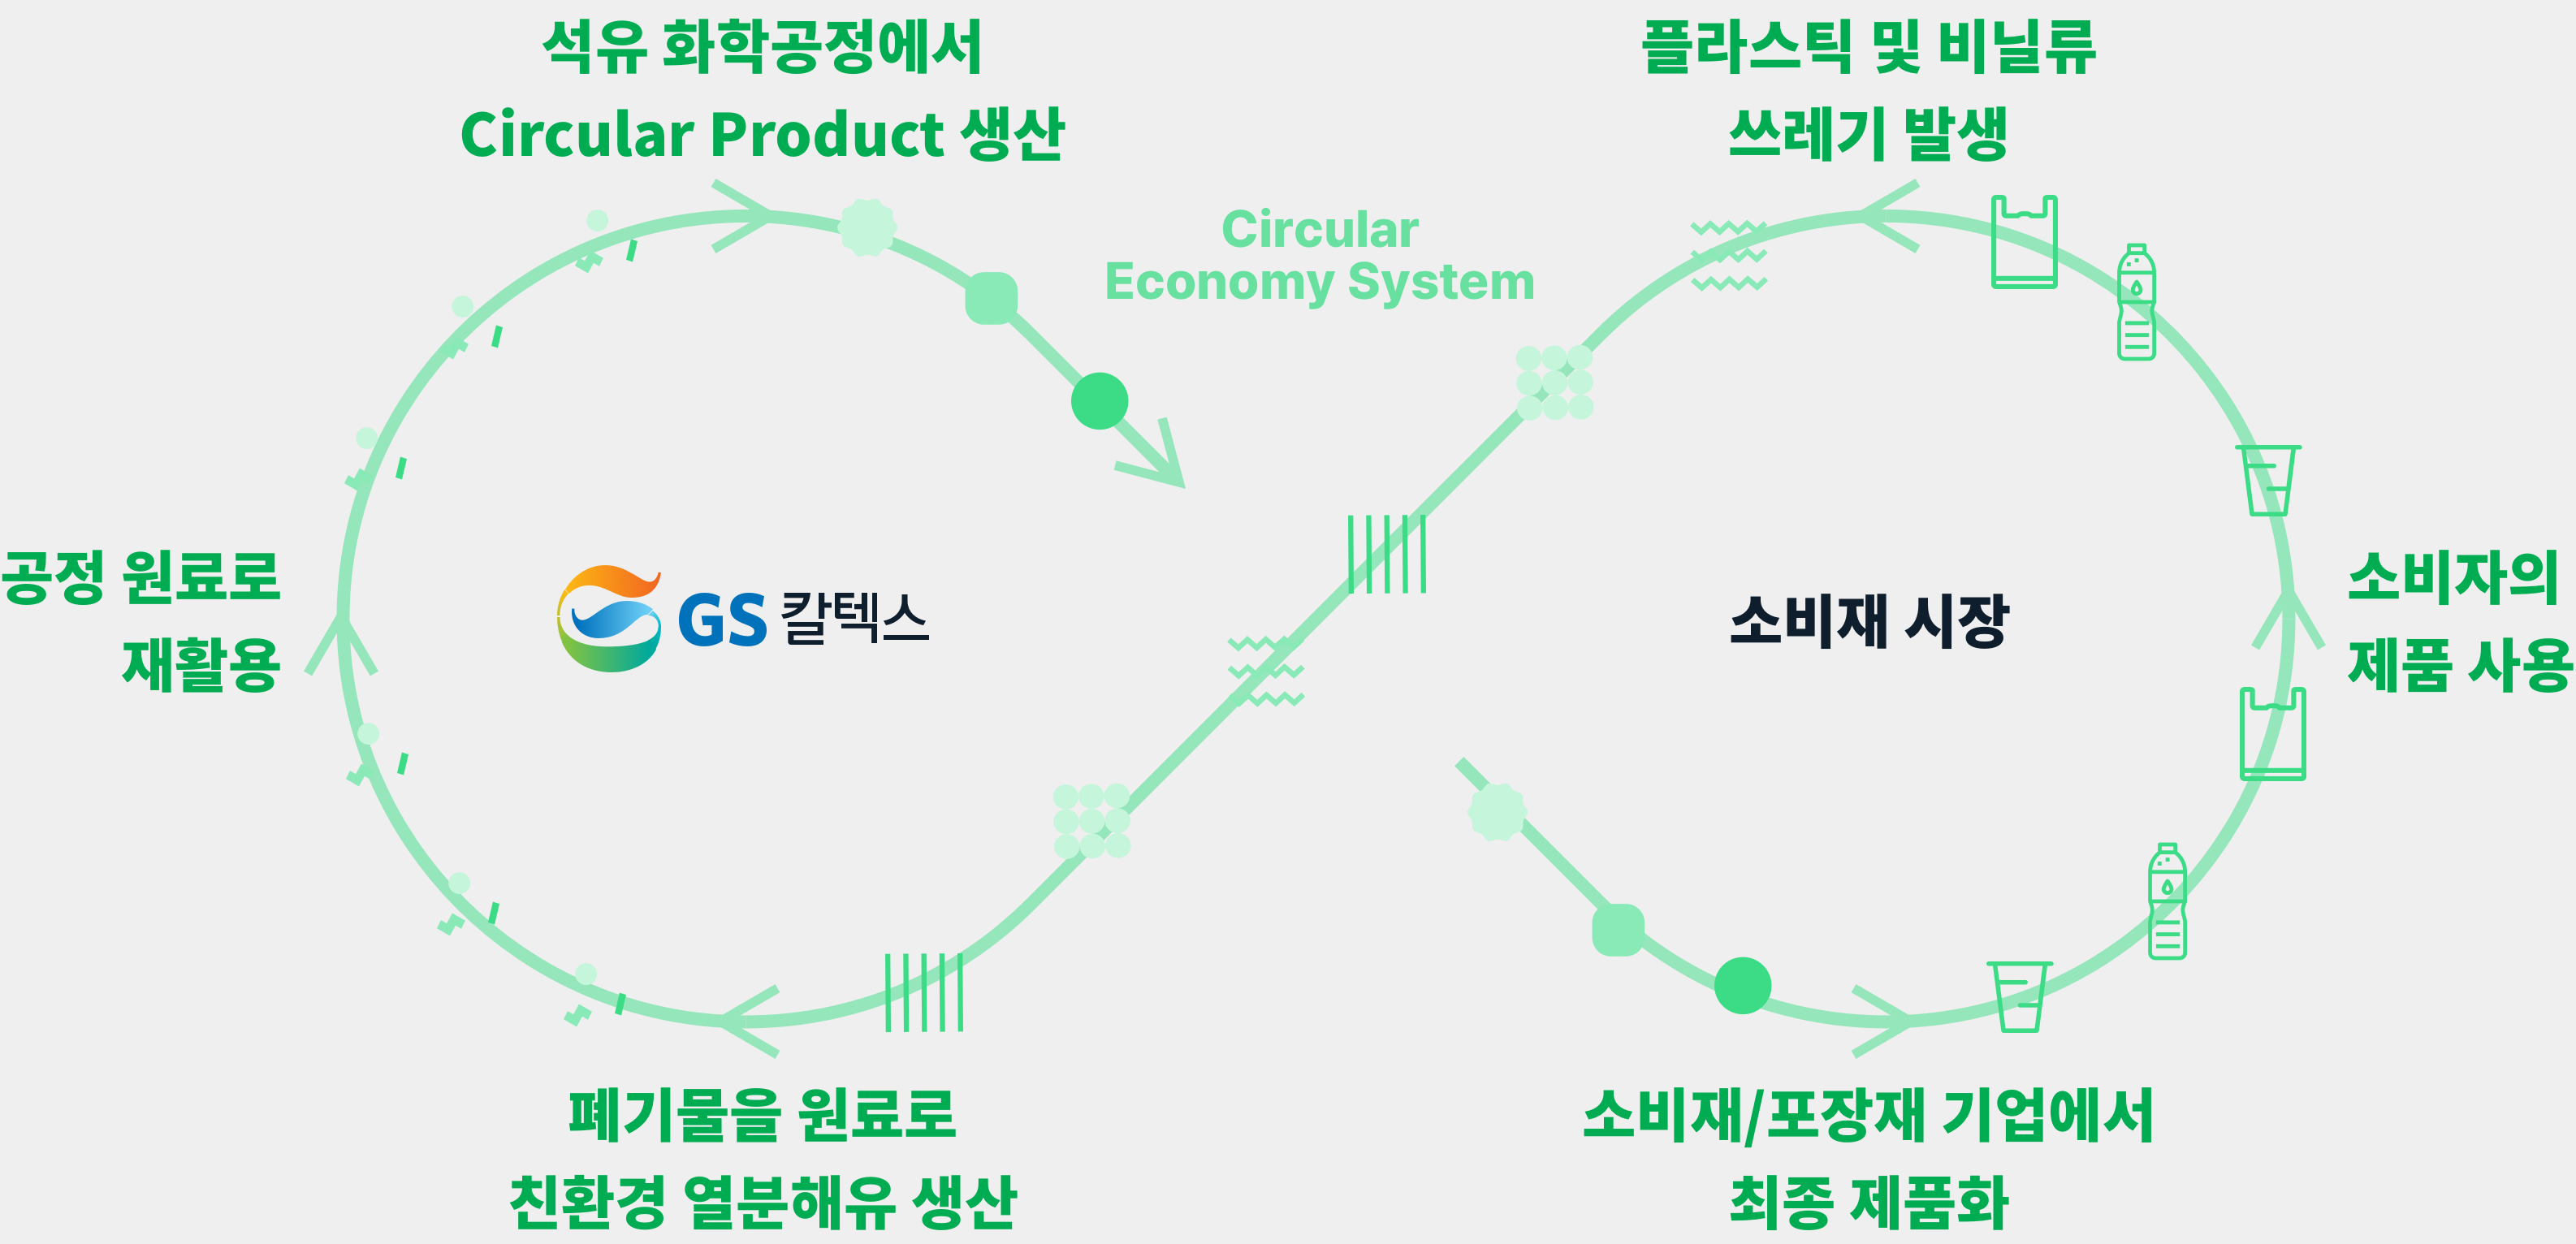 석유 화학공정에서
Circular Product 생산
플라스틱 및 비닐류
쓰레기 발생
Circular
Economy System
공정 원료로
재활용
GS 칼텍스
소비재 시장
소비자의
제품 사용
폐기물을 원료로
친환경 열분해유 생산
소비재/포장재 기업에서
최종 제품화